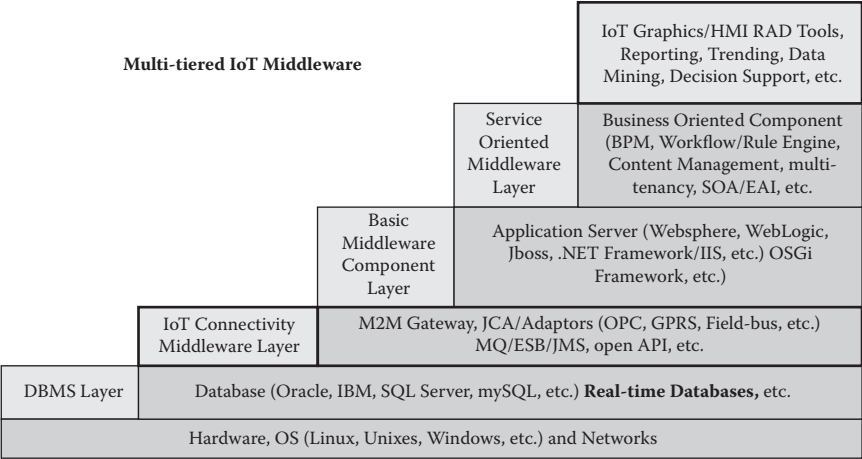 Multi-tiered IoT Middleware
IoT Graphics/HMI RAD Tools,
Reporting, Trending, Data
Mining, Decision Support, etc.
Service
Oriented
Middleware
Layer
Business Oriented Component
(BPM, Workflow/Rule Engine,
Content Management, multi-
tenancy, SOA/EAI, etc.
Basic
Middleware
Component
Layer
Application Server (Websphere, WebLogic,
Jboss, .NET Framework/IIS, etc.) OSGi
Framework, etc.)
IoT Connectivity
Middleware Layer
M2M Gateway, JCA/Adaptors (OPC, GPRS, Field-bus, etc.)
MQ/ESB/JMS, open API, etc.
DBMS Layer
Database (Oracle, IBM, SQL Server, mySQL, etc.) Real-time Databases, etc.
Hardware, OS (Linux, Unixes, Windows, etc.) and Networks